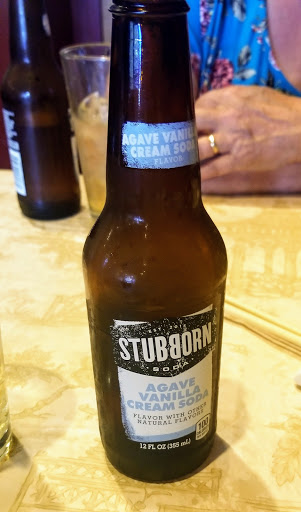 AGAVE VANILLA
CREAM SODA
FLAVOR
STUBBORN
SODA
AGAVE
VANILLA
CREAM SODA
FLAVOR WITH OTHER
NATURAL FLAVORS
100
12 FL OZ (355 mL)